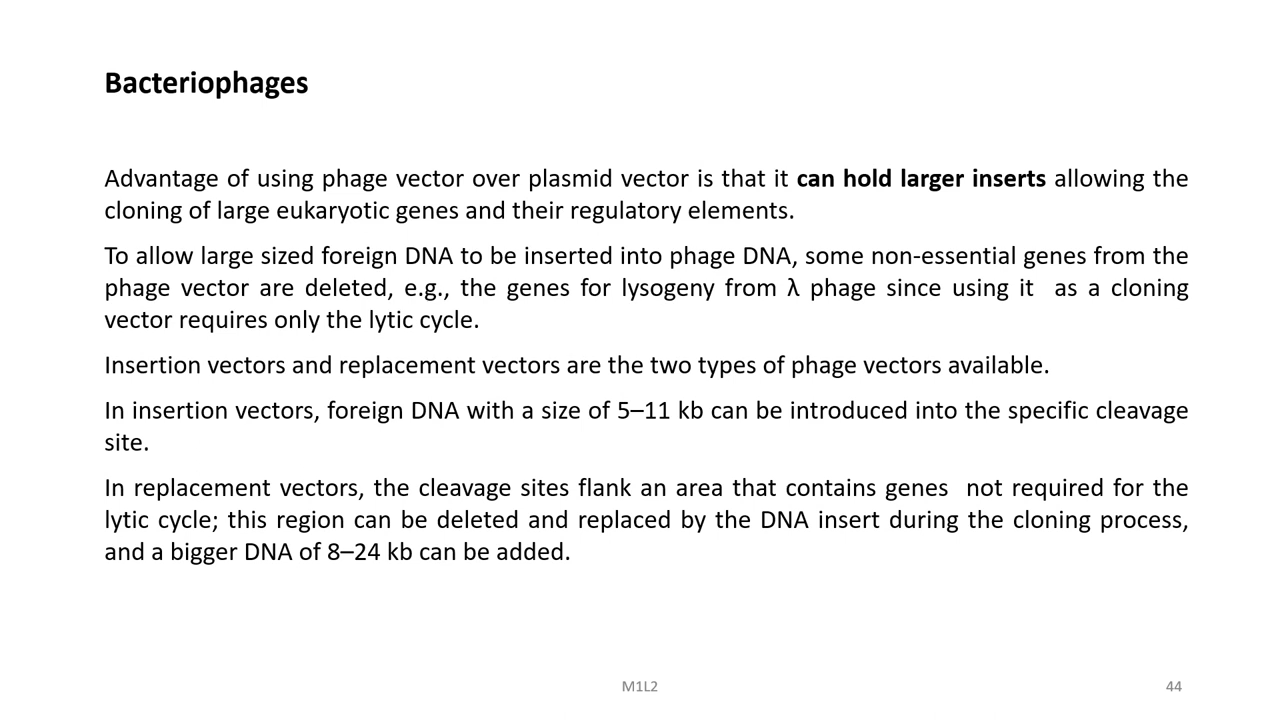 Bacteriophages
Advantage of using phage vector over plasmid vector is that it can hold larger inserts allowing the
cloning of large eukaryotic genes and their regulatory elements.
To allow large sized foreign DNA to be inserted into phage DNA, some non-essential genes from the
phage vector are deleted, e.g., the genes for lysogeny from λ phage since using it  as a cloning
vector requires only the lytic cycle.
Insertion vectors and replacement vectors are the two types of phage vectors available.
In insertion vectors, foreign DNA with a size of 5–11 kb can be introduced into the specific cleavage
site.
In replacement vectors, the cleavage sites flank an area that contains genes  not required for the
lytic cycle; this region can be deleted and replaced by the DNA insert during the cloning process,
and a bigger DNA of 8–24 kb can be added.
M1L2
44